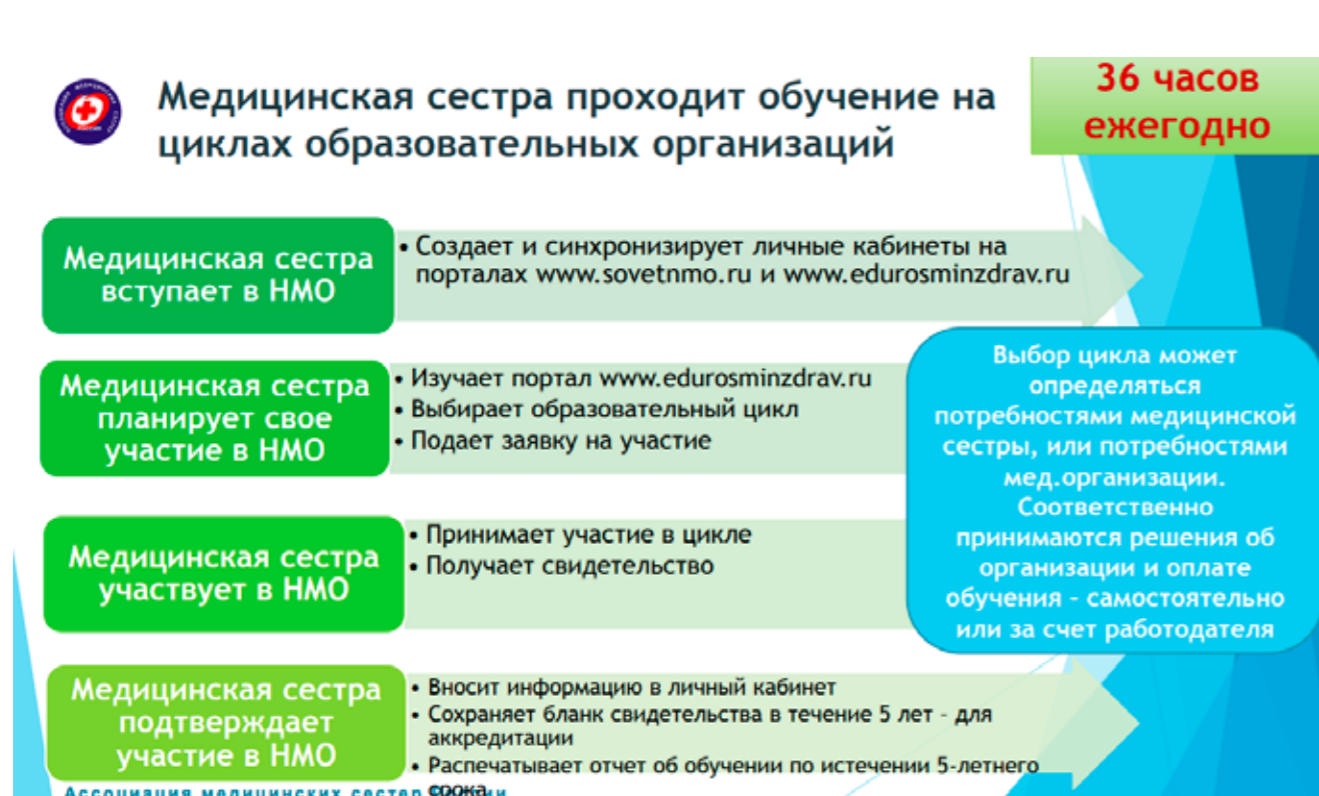 Медицинская сестра проходит обучение на
циклах образовательных организаций
36 часов
ежегодно
Медицинская сестра
вступает в НМО
• Создает и синхронизирует личные кабинеты на
порталах www.sovetnmo.ru и www.edurosminzdrav.ru
Медицинская сестра
планирует свое
участие в НМО
• Изучает портал www.edurosminzdrav.ru
• Выбирает образовательный цикл
• Подает заявку на участие
Выбор цикла может
определяться
потребностями медицинской
сестры, или потребностями
мед.организации.
Соответственно
принимаются решения об
организации и оплате
обучения – самостоятельно
или за счет работодателя
Медицинская сестра
участвует в НМО
• Принимает участие в цикле
• Получает свидетельство
Медицинская сестра
подтверждает
участие в НМО
• Вносит информацию в личный кабинет
• Сохраняет бланк свидетельства в течение 5 лет – для
аккредитации
• Распечатывает отчет об обучении по истечении 5-летнего
срока
Ассоциация медицинских сестер